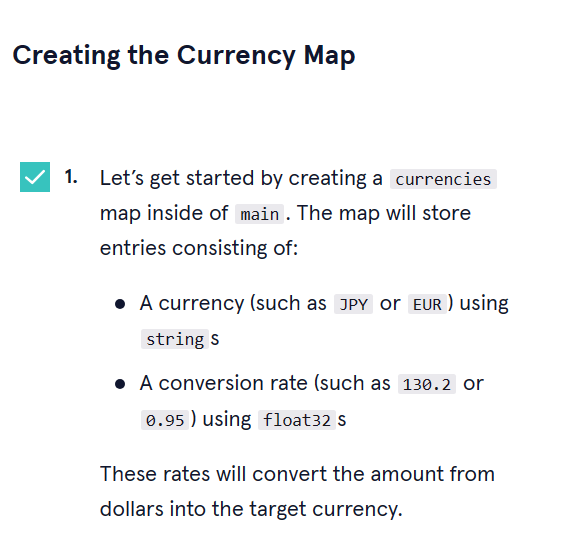 Creating the Currency Map
1. Let’s get started by creating a currencies
map inside of main. The map will store
entries consisting of:
• A currency (such as JPY or EUR) using
strings
• A conversion rate (such as 130.2 or
0.95) using float32s
These rates will convert the amount from
dollars into the target currency.